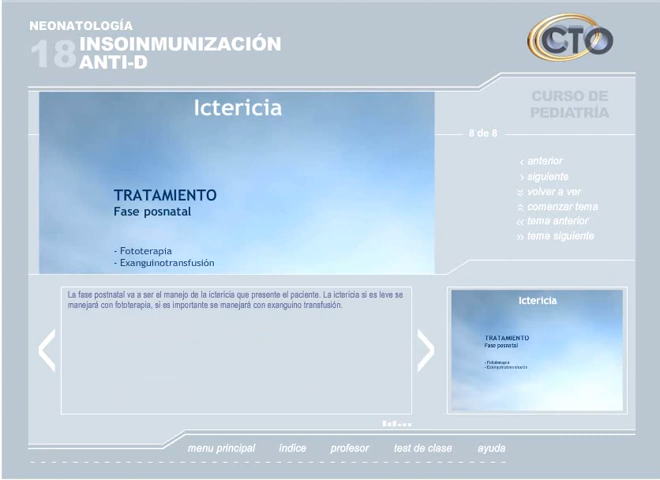 NEONATOLOGÍA
18 INSOINMUNIZACIÓN
ANTI-D
CTO
CURSO DE
PEDIATRÍA
Ictericia
8 de 8
TRATAMIENTO
Fase posnatal
- Fototerapia
- Exanguinotransfusión
‹ anterior
› siguiente
volver a ver
comenzar tema
‹‹ tema anterior
›› tema siguiente
La fase postnatal va a ser el manejo de la ictericia que presente el paciente. La ictericia si es leve se
manejará con fototerapia, si es importante se manejará con exanguino transfusión.
Ictericia
TRATAMIENTO
Fase posnatal
- Fototerapia
- Exanguinotransfusión
menu principal índice profesor test de clase ayuda